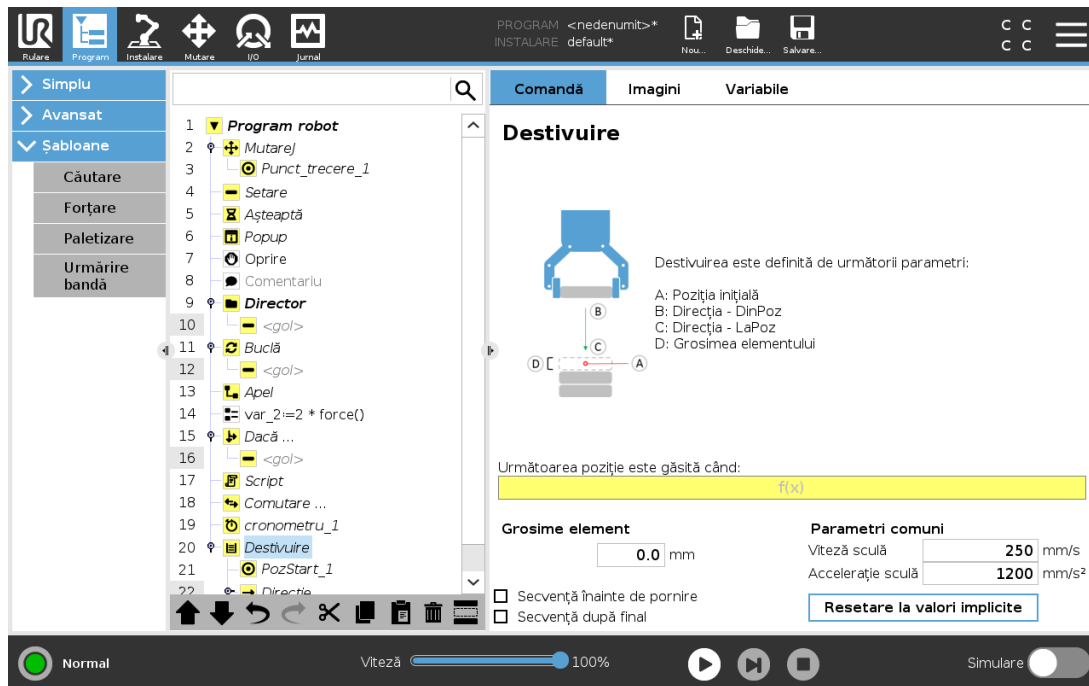 PROGRAM <nedenumit>*
INSTALARE default*
Rulare Program Instalare Mutare I/O Jurnal
Nou... Deschide... Salvare...
C C
C C
Simplu
Avansat
Șabloane
Căutare
Forțare
Paletizare
Urmărire
bandă
1 Program robot
2 MutareJ
3 Punct_trecere_1
4 Setare
5 Așteaptă
6 Popup
7 Oprire
8 Comentariu
9 Director
10 <gol>
11 Buclă
12 <gol>
13 Apel
14 var_2:=2 * force()
15 Dacă ...
16 <gol>
17 Script
18 Comutare ...
19 cronometru_1
20 Destivuire
21 PozStart_1
22 Direcție
Comandă Imagini Variabile
Destivuire
B
C
D
A
Destivuirea este definită de următorii parametri:
A: Poziția inițială
B: Direcția - DinPoz
C: Direcția - LaPoz
D: Grosimea elementului
Următoarea poziție este găsită când:
f(x)
Grosime element
0.0 mm
Secvență înainte de pornire
Secvență după final
Parametri comuni
Viteză sculă 250 mm/s
Accelerație sculă 1200 mm/s²
Resetare la valori implicite
Normal
Viteză 100%
Simulare